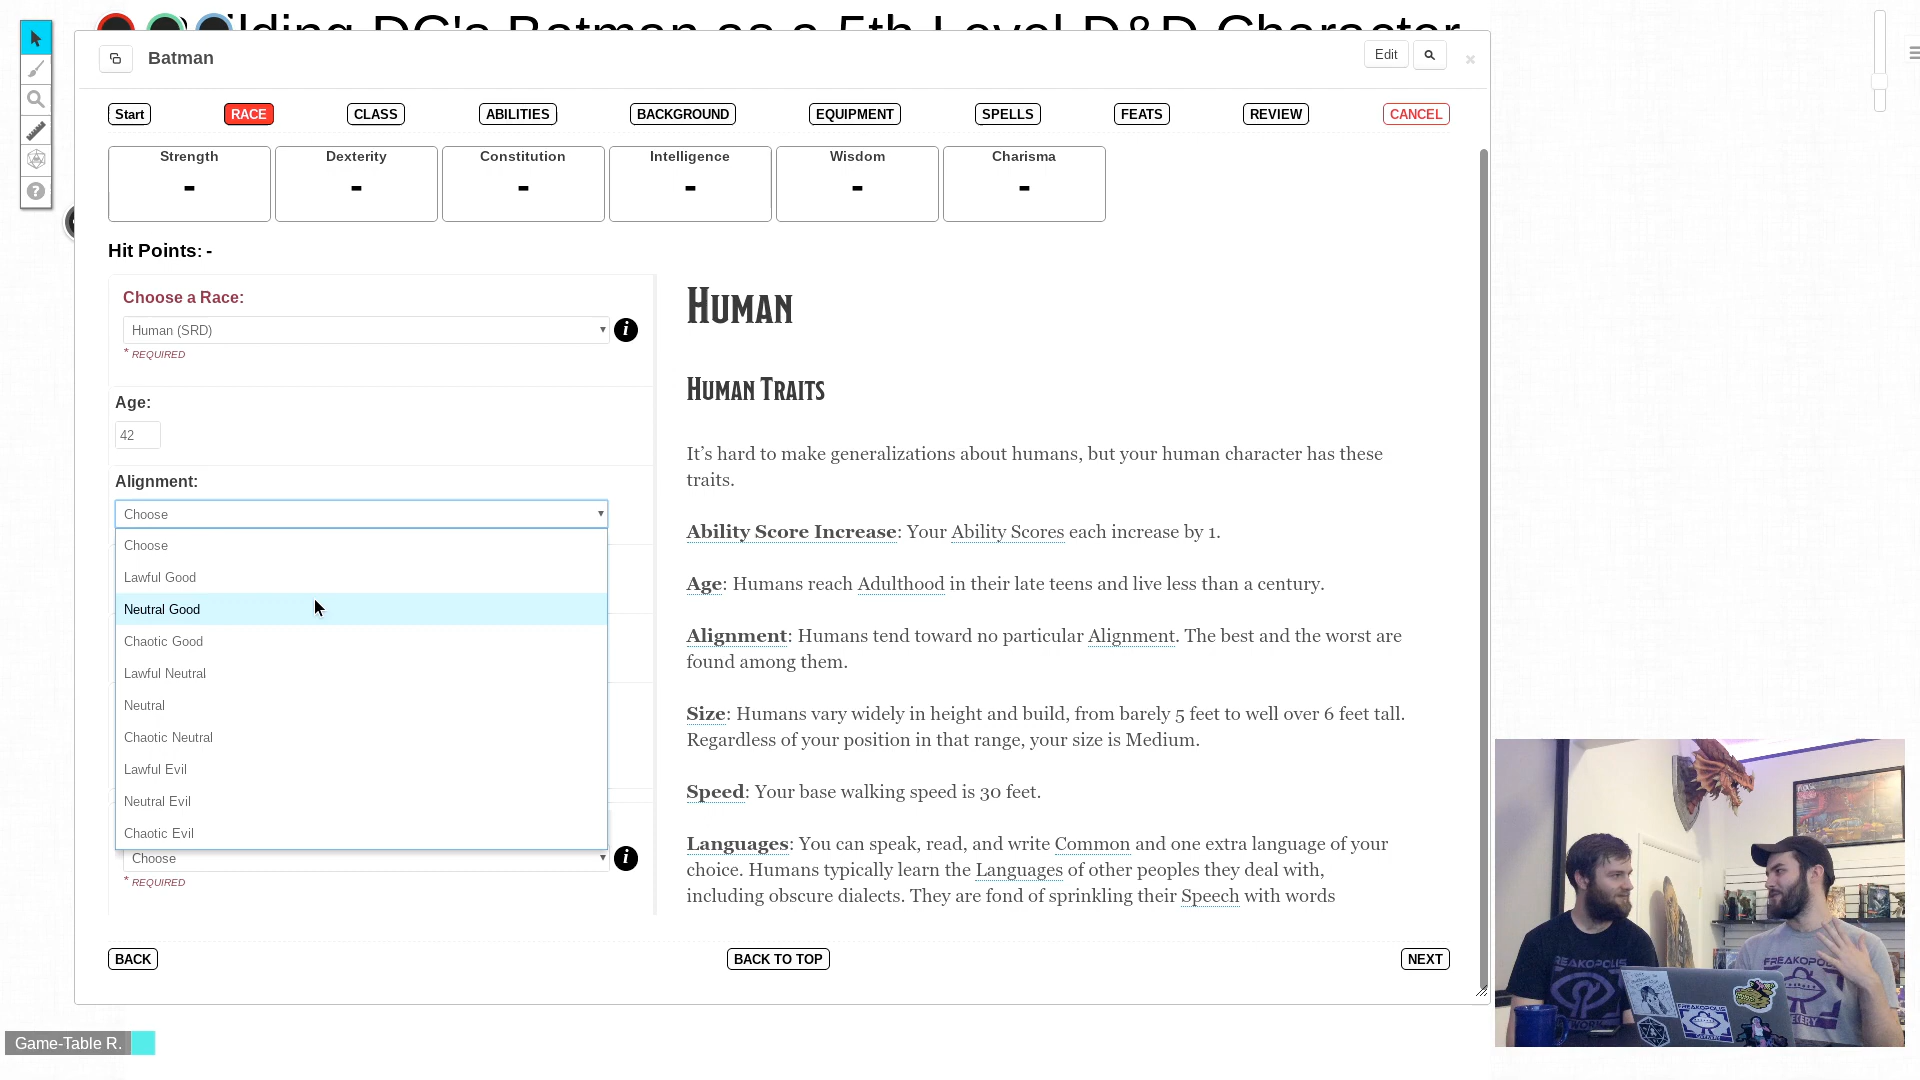 Building DC's Batman as a 5th Level D&D Character
Batman
Edit
Start
RACE
CLASS
ABILITIES
BACKGROUND
EQUIPMENT
SPELLS
FEATS
REVIEW
CANCEL
Strength
Dexterity
Constitution
Intelligence
Wisdom
Charisma
-
-
-
-
-
-
Hit Points: -
Choose a Race:
Human (SRD)
* REQUIRED
Age:
42
Alignment:
Choose
Choose
Lawful Good
Neutral Good
Chaotic Good
Lawful Neutral
Neutral
Chaotic Neutral
Lawful Evil
Neutral Evil
Chaotic Evil
Choose
* REQUIRED
Human
Human Traits
It's hard to make generalizations about humans, but your human character has these
traits.
Ability Score Increase: Your Ability Scores each increase by 1.
Age: Humans reach Adulthood in their late teens and live less than a century.
Alignment: Humans tend toward no particular Alignment. The best and the worst are
found among them.
Size: Humans vary widely in height and build, from barely 5 feet to well over 6 feet tall.
Regardless of your position in that range, your size is Medium.
Speed: Your base walking speed is 30 feet.
Languages: You can speak, read, and write Common and one extra language of your
choice. Humans typically learn the Languages of other peoples they deal with,
including obscure dialects. They are fond of sprinkling their Speech with words
BACK
BACK TO TOP
NEXT
Game-Table R.
FREAKOPOLIS